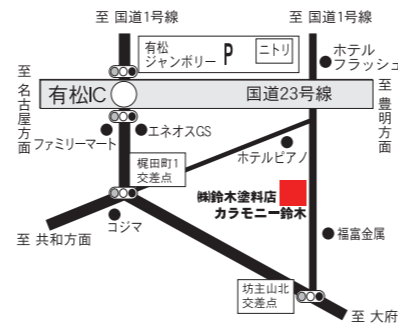 至 国道1号線
至 国道1号線
有松
ジャンボリー
P
ニトリ
ホテル
フラッシュ
至 名古屋方面
有松IC
国道23号線
至 豊明方面
ファミリーマート
エネオスGS
梶田町1
交差点
ホテルピアノ
㈱鈴木塗料店
カラモニー鈴木
コジマ
至 共和方面
福富金属
坊主山北
交差点
至 大府